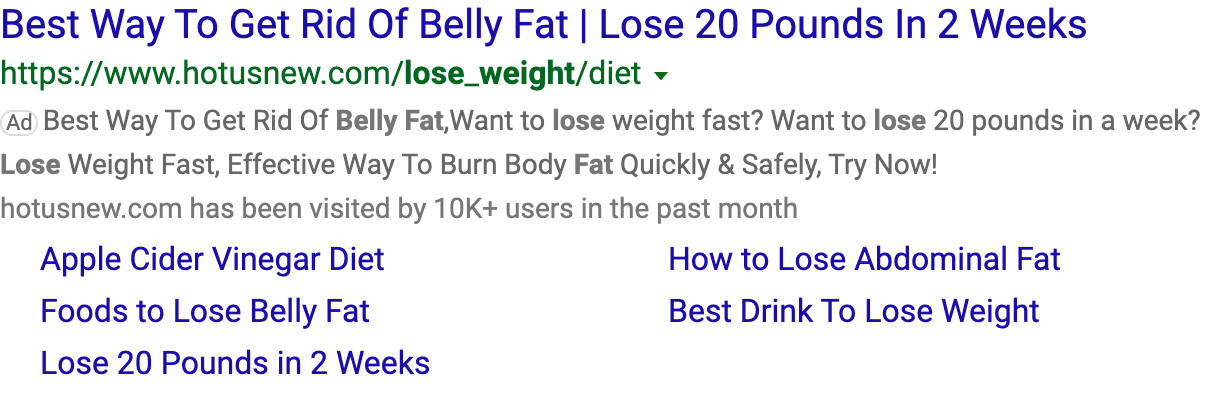 Best Way To Get Rid Of Belly Fat | Lose 20 Pounds In 2 Weeks
https://www.hotusnew.com/lose_weight/diet
Ad Best Way To Get Rid Of Belly Fat,Want to lose weight fast? Want to lose 20 pounds in a week?
Lose Weight Fast, Effective Way To Burn Body Fat Quickly & Safely, Try Now!
hotusnew.com has been visited by 10K+ users in the past month
Apple Cider Vinegar Diet How to Lose Abdominal Fat
Foods to Lose Belly Fat Best Drink To Lose Weight
Lose 20 Pounds in 2 Weeks